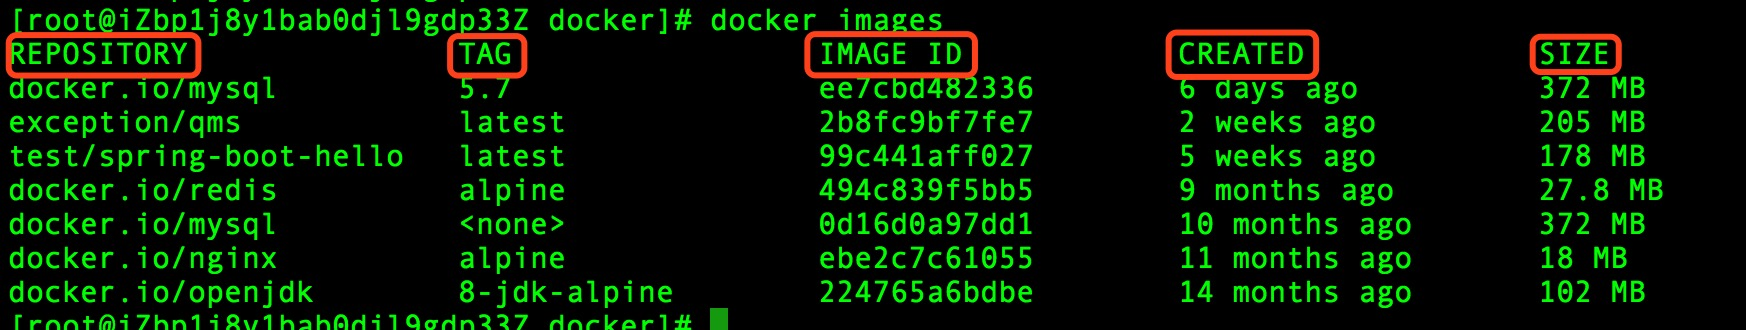 [root@iZbp1j8y1bab0djl9gdp33Z docker]# docker images
REPOSITORY TAG IMAGE ID CREATED SIZE
docker.io/mysql 5.7 ee7cbd482336 6 days ago 372 MB
exception/qms latest 2b8fc9bf7fe7 2 weeks ago 205 MB
test/spring-boot-hello latest 99c441aff027 5 weeks ago 178 MB
docker.io/redis alpine 494c839f5bb5 9 months ago 27.8 MB
docker.io/mysql <none> 0d16d0a97dd1 10 months ago 372 MB
docker.io/nginx alpine ebe2c7c61055 11 months ago 18 MB
docker.io/openjdk 8-jdk-alpine 224765a6bdbe 14 months ago 102 MB
[root@iZbp1j8y1bab0djl9gdp33Z docker]#